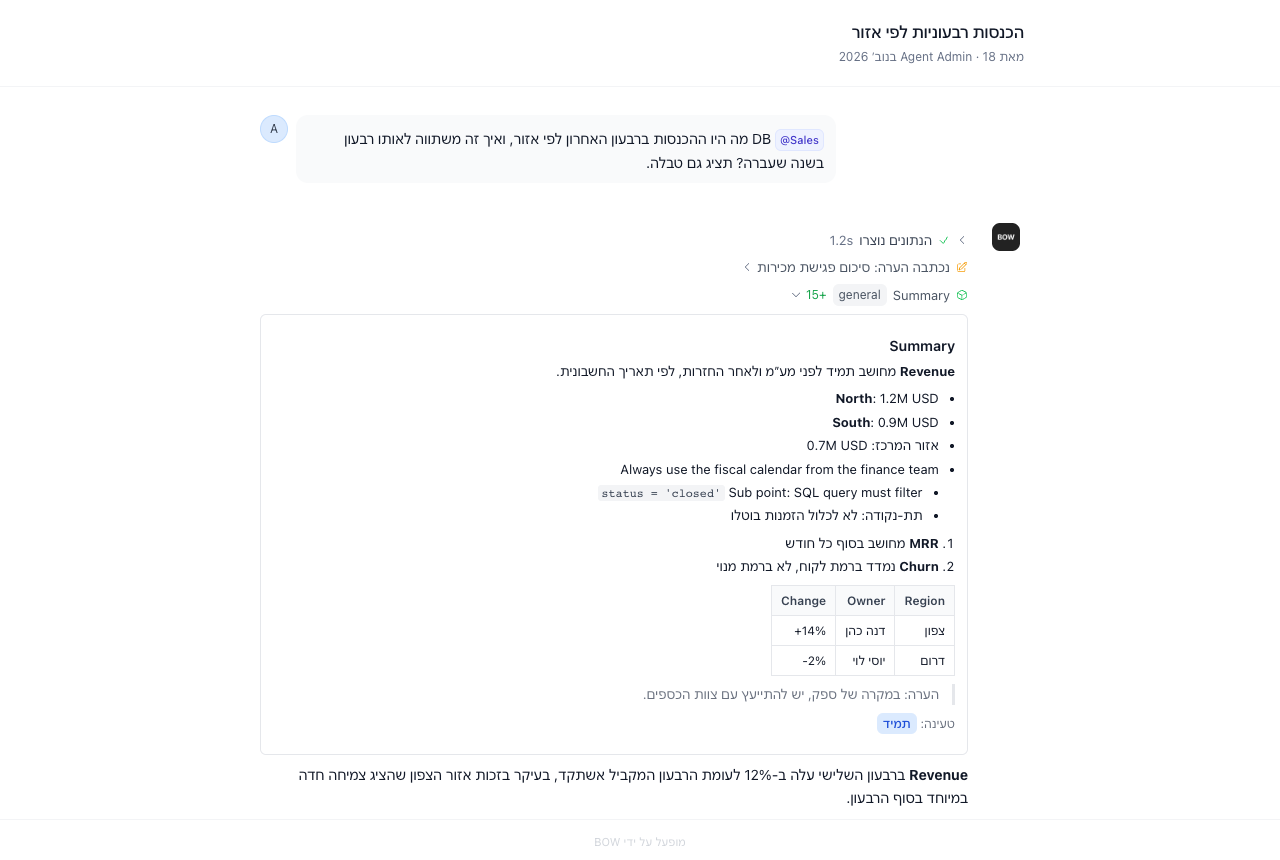 הכנסות רבעוניות לפי אזור
מאת Agent Admin · 18 בנוב׳ 2026
A
@Sales DB מה היו ההכנסות ברבעון האחרון לפי אזור, ואיך זה משתווה לאותו רבעון
בשנה שעברה? תציג גם טבלה.
BOW
הנתונים נוצרו 1.2s
נכתבה הערה: סיכום פגישת מכירות
Summary general +15
Summary
Revenue מחושב תמיד לפני מע״מ ולאחר החזרות, לפי תאריך החשבונית.
• North: 1.2M USD
• South: 0.9M USD
• אזור המרכז: 0.7M USD
• Always use the fiscal calendar from the finance team
• Sub point: SQL query must filter status = 'closed'
• תת-נקודה: לא לכלול הזמנות בוטלו
1. MRR מחושב בסוף כל חודש
2. Churn נמדד ברמת לקוח, לא ברמת מנוי
Region Owner Change
צפון דנה כהן +14%
דרום יוסי לוי -2%
הערה: במקרה של ספק, יש להתייעץ עם צוות הכספים.
טעינה: תמיד
Revenue ברבעון השלישי עלה ב-12% לעומת הרבעון המקביל אשתקד, בעיקר בזכות אזור הצפון שהציג צמיחה חדה
במיוחד בסוף הרבעון.
מופעל על ידי BOW